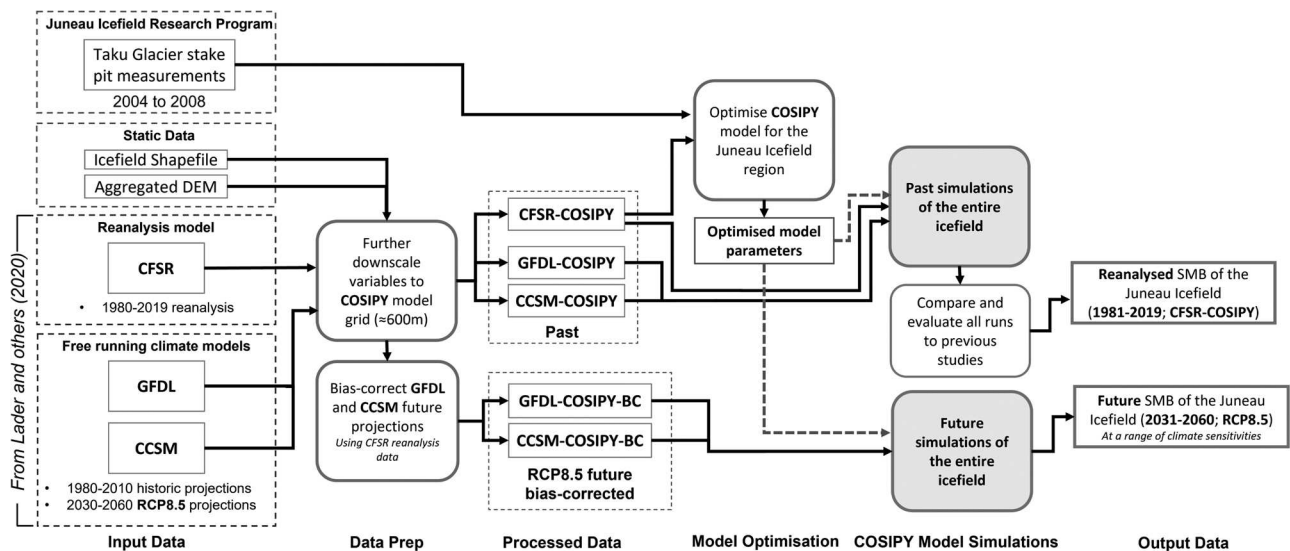 Juneau Icefield Research Program
Taku Glacier stake
pit measurements
2004 to 2008
Static Data
Icefield Shapefile
Aggregated DEM
From Lader and others (2020)
Reanalysis model
CFSR
• 1980-2019 reanalysis
Free running climate models
GFDL
CCSM
• 1980-2010 historic projections
• 2030-2060 RCP8.5 projections
Input Data
Further
downscale
variables to
COSIPY model
grid (≈600m)
Bias-correct GFDL
and CCSM future
projections
Using CFSR reanalysis
data
Data Prep
CFSR-COSIPY
GFDL-COSIPY
CCSM-COSIPY
Past
GFDL-COSIPY-BC
CCSM-COSIPY-BC
RCP8.5 future
bias-corrected
Processed Data
Optimise COSIPY
model for the
Juneau Icefield
region
Optimised model
parameters
Model Optimisation
Past simulations
of the entire
icefield
Compare and
evaluate all runs
to previous
studies
Future
simulations of
the entire
icefield
COSIPY Model Simulations
Reanalysed SMB of the
Juneau Icefield
(1981-2019; CFSR-COSIPY)
Future SMB of the Juneau
Icefield (2031-2060; RCP8.5)
At a range of climate sensitivities
Output Data